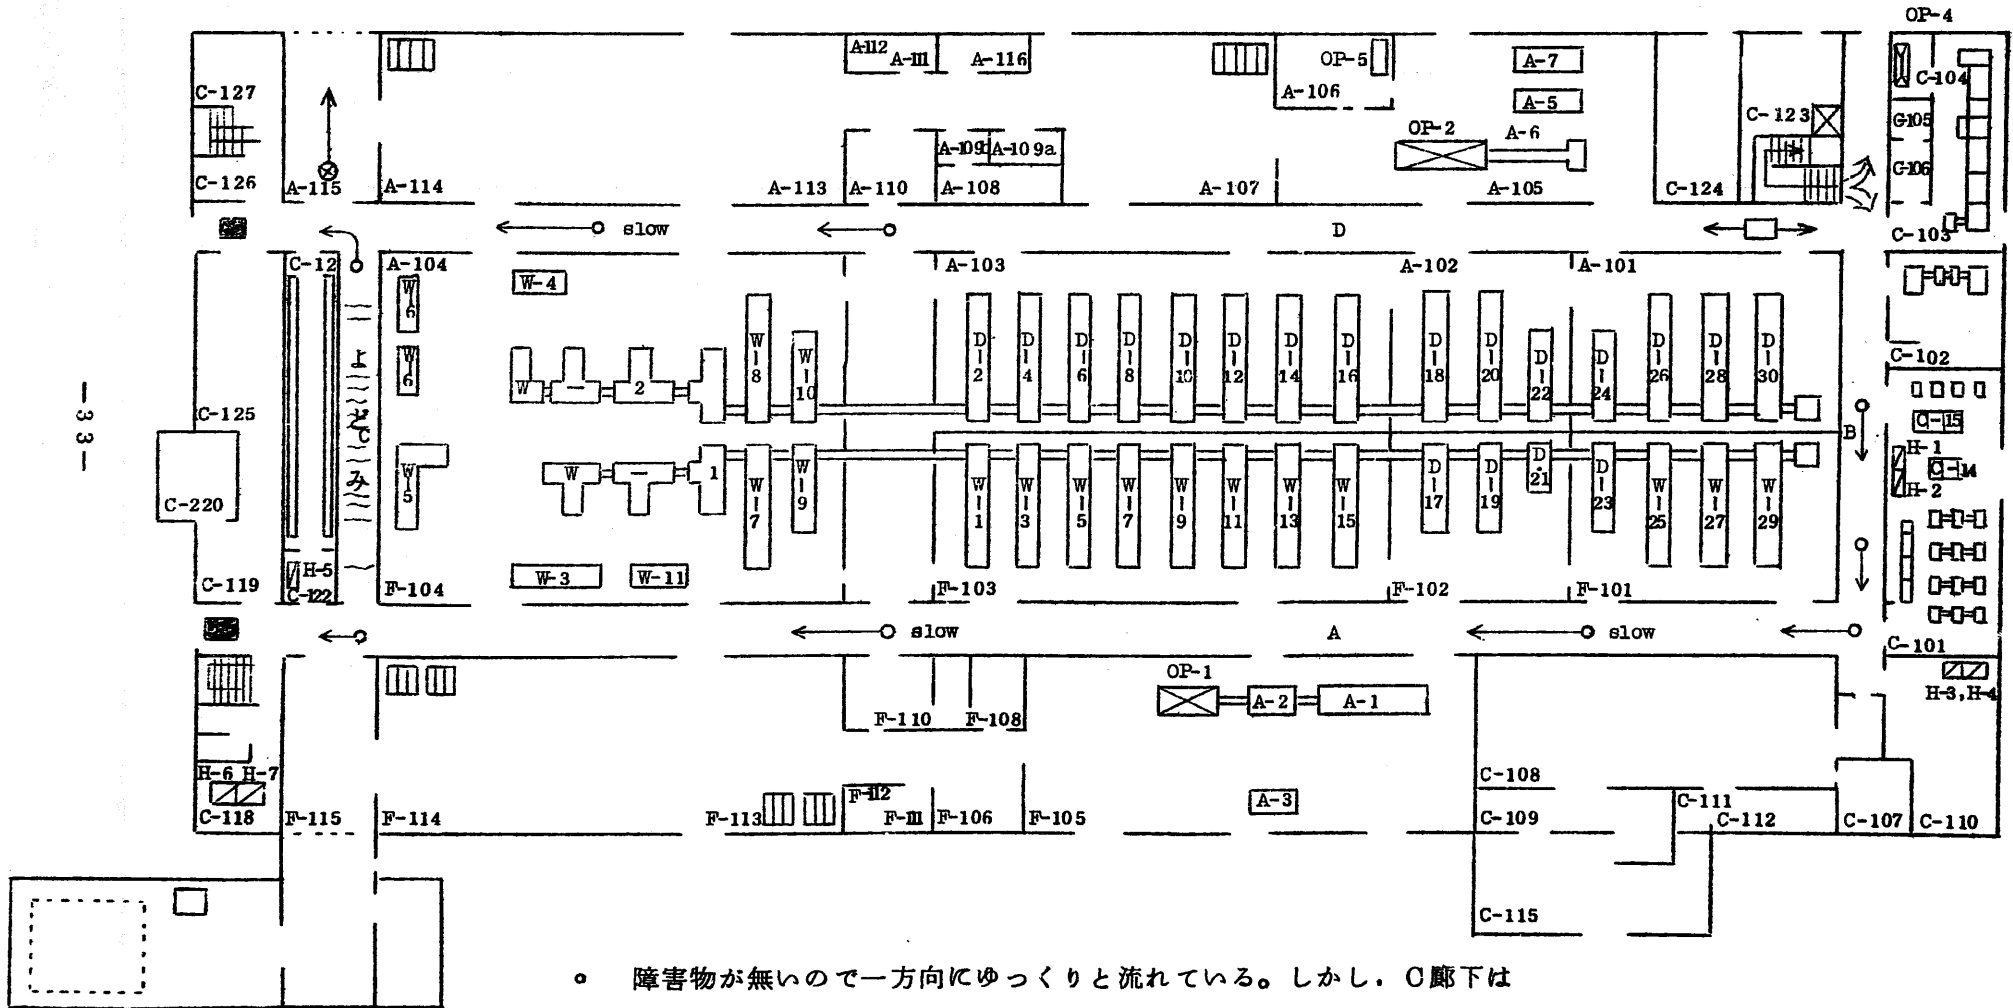 OP-4
A-112
A-111
A-116
OP-5
A-7
C-104
C-127
A-106
A-5
C-123
C-105
OP-2
A-6
A-109a
C-106
C-126
A-115
A-114
A-113
A-110
A-108
A-107
A-105
C-124
slow
D
C-103
C-12
A-104
A-103
A-102
A-101
W-4
W-6
W-8
W-10
D-2
D-4
D-6
D-8
D-10
D-12
D-14
D-16
D-18
D-20
D-22
D-24
D-26
D-28
D-30
C-102
W-6
W-1-2
よどみ
C-125
C-15
B
H-1
C-14
H-2
C-220
W-5
W-1-1
W-7
W-9
W-1
W-3
W-5
W-7
W-9
W-11
W-13
W-15
D-17
D-19
D-21
D-23
W-25
W-27
W-29
-33-
H-5
W-3
W-11
C-119
C-122
F-104
F-103
F-102
F-101
slow
A
slow
C-101
OP-1
A-2
A-1
H-3,H-4
F-110
F-108
H-6 H-7
C-108
F-112
A-3
C-111
C-118
F-115
F-114
F-113
F-111
F-106
F-105
C-109
C-112
C-107
C-110
C-115
○ 障害物が無いので一方向にゆっくりと流れている。しかし.C廊下は